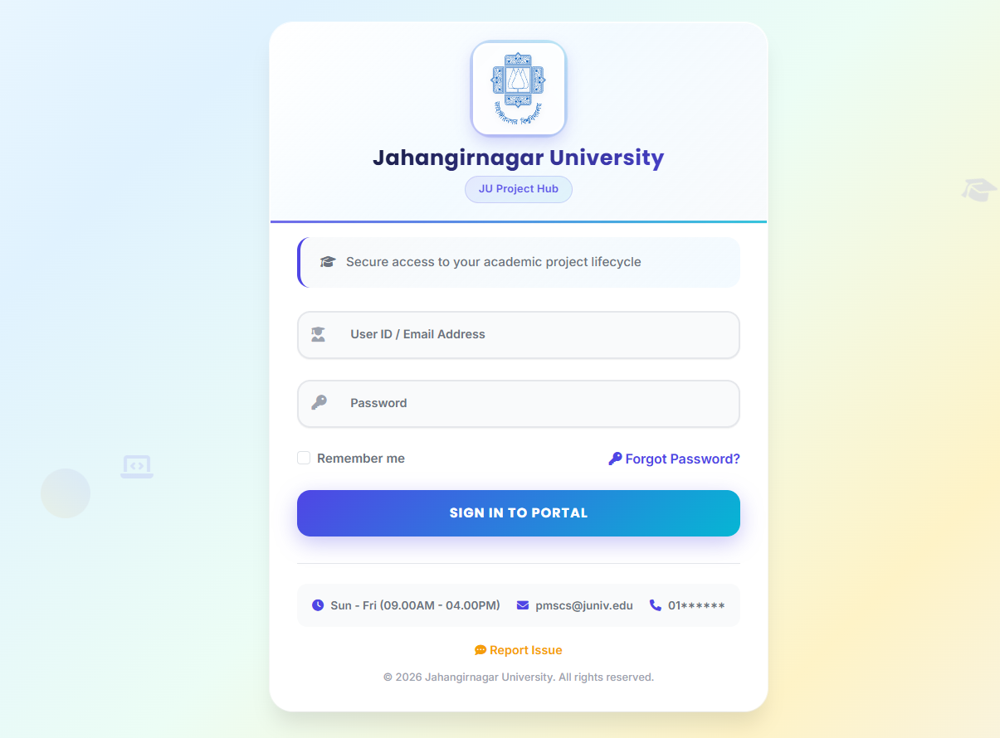 জাহাঙ্গীরনগর বিশ্ববিদ্যালয়
Jahangirnagar University
JU Project Hub
Secure access to your academic project lifecycle
User ID / Email Address
Password
Remember me
Forgot Password?
SIGN IN TO PORTAL
Sun - Fri (09.00AM - 04.00PM)
pmscs@juniv.edu
01******
Report Issue
© 2026 Jahangirnagar University. All rights reserved.